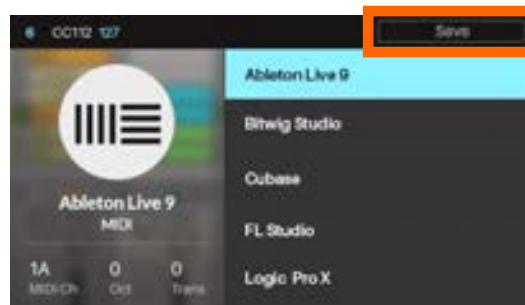 6 CC112 127
Save
Ableton Live 9
Bitwig Studio
Cubase
FL Studio
Logic Pro X
Ableton Live 9
MIDI
1A 0 0
MIDI Ch Oct Trans